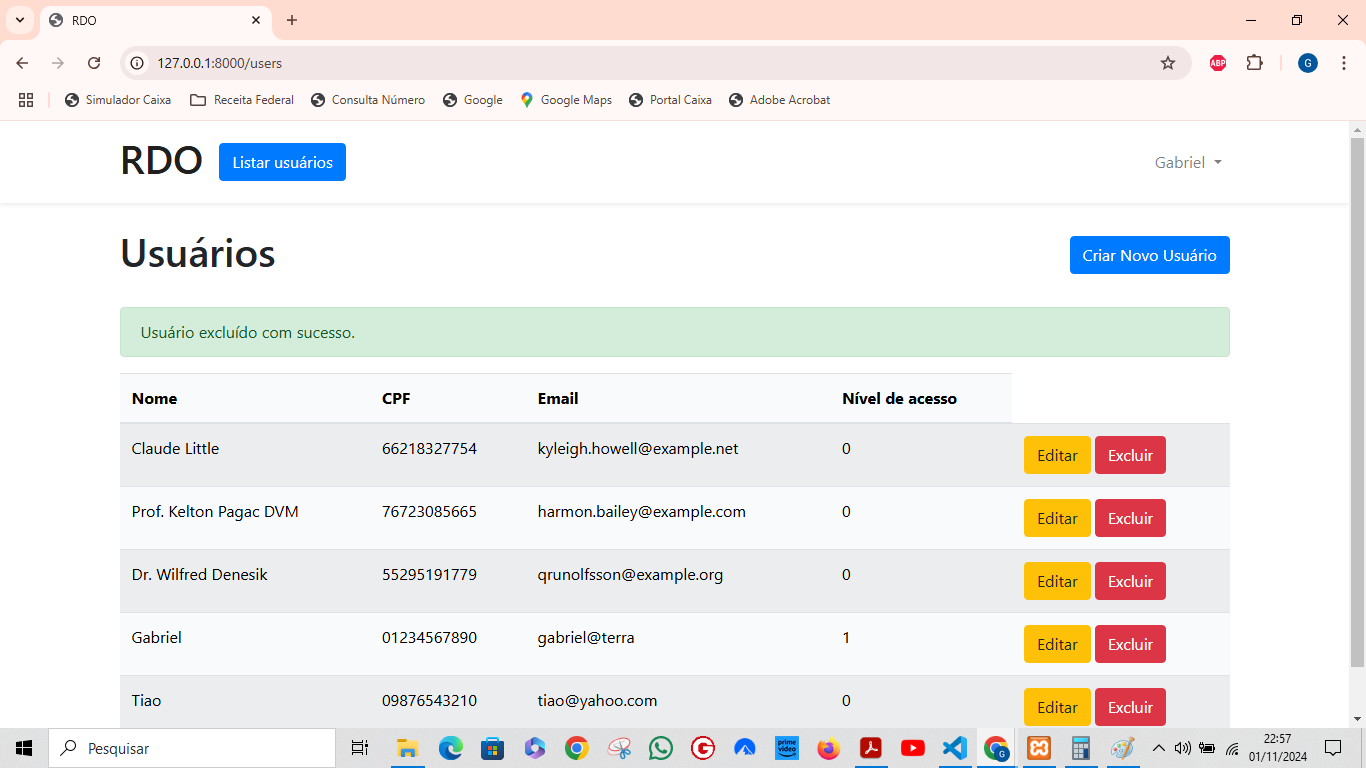 RDO
127.0.0.1:8000/users
ABP
G
Simulador Caixa
Receita Federal
Consulta Número
Google
Google Maps
Portal Caixa
Adobe Acrobat
RDO
Listar usuários
Gabriel
Usuários
Criar Novo Usuário
Usuário excluído com sucesso.
Nome CPF Email Nível de acesso
Claude Little 66218327754 kyleigh.howell@example.net 0 Editar Excluir
Prof. Kelton Pagac DVM 76723085665 harmon.bailey@example.com 0 Editar Excluir
Dr. Wilfred Denesik 55295191779 qrunolfsson@example.org 0 Editar Excluir
Gabriel 01234567890 gabriel@terra 1 Editar Excluir
Tiao 09876543210 tiao@yahoo.com 0 Editar Excluir
Pesquisar
prime video
G
22:57
01/11/2024